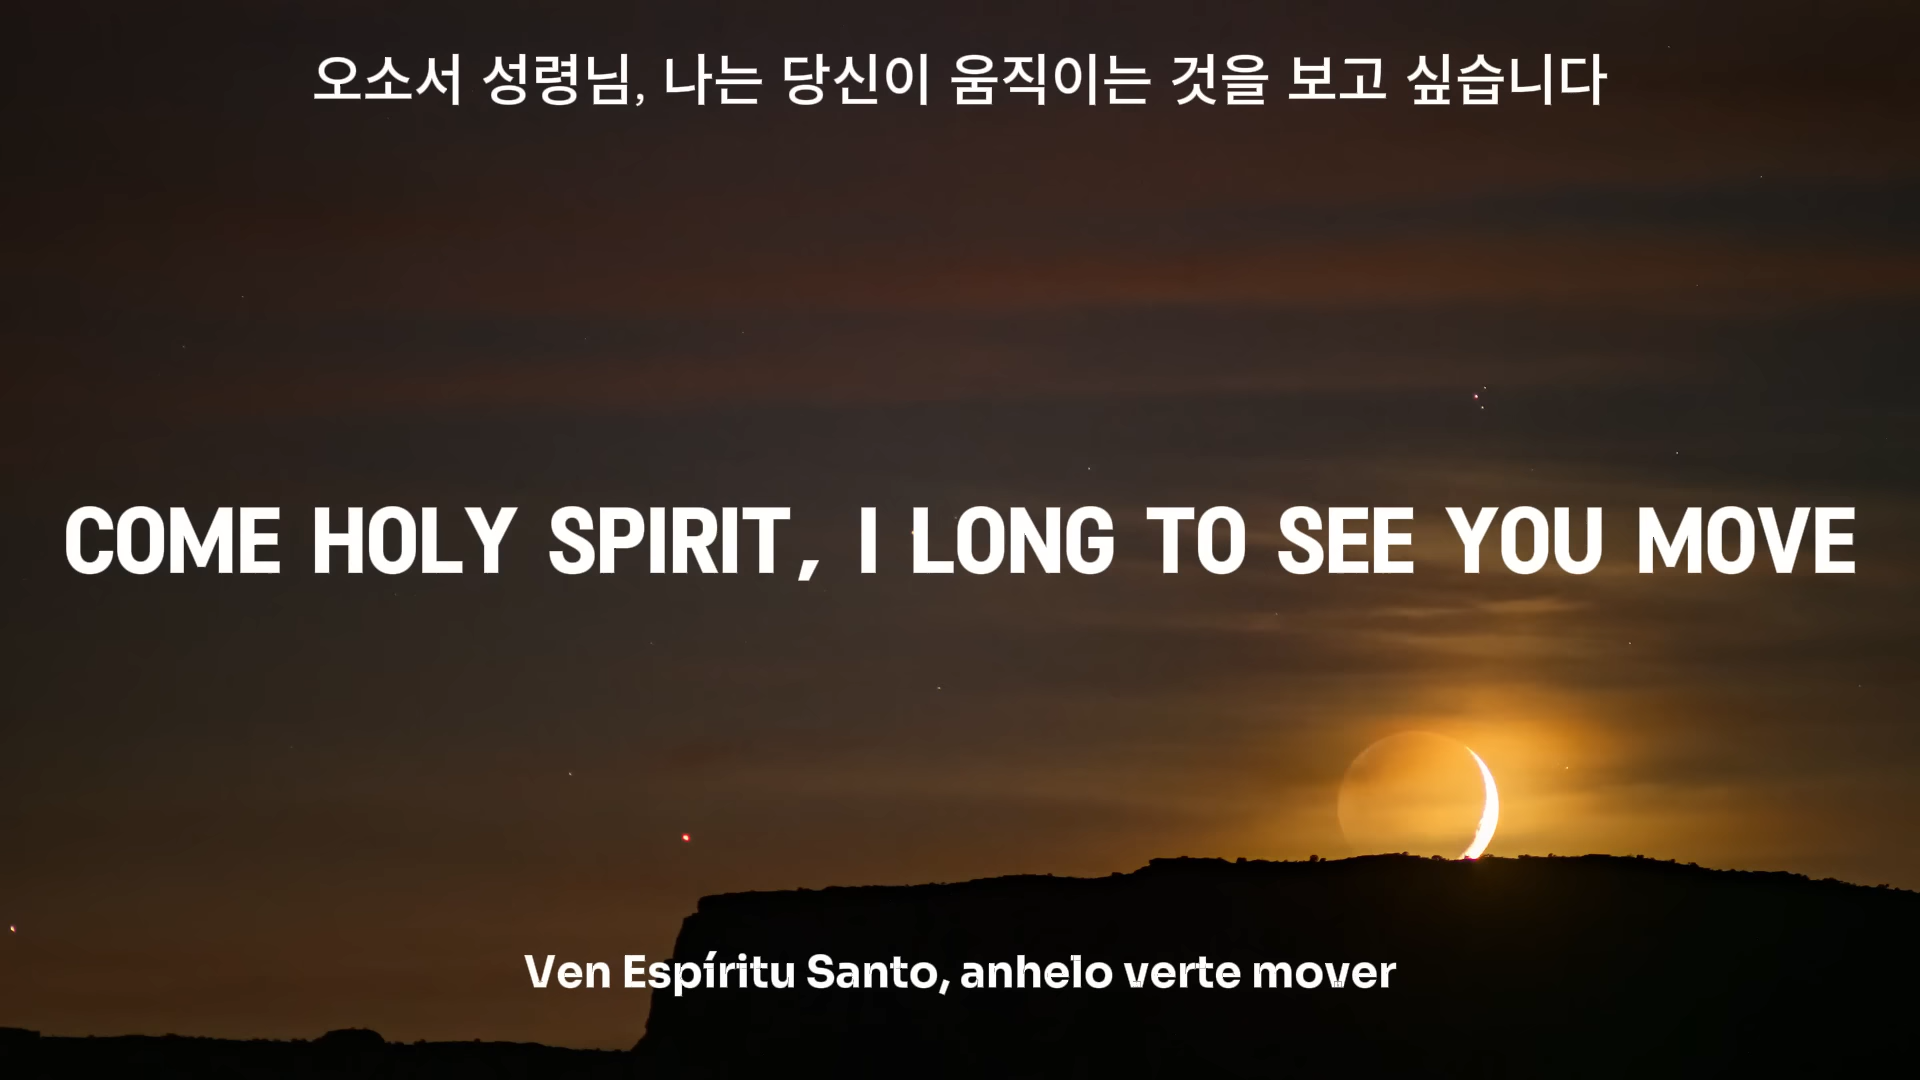 오소서 성령님, 나는 당신이 움직이는 것을 보고 싶습니다
COME HOLY SPIRIT, I LONG TO SEE YOU MOVE
Ven Espíritu Santo, anhelo verte mover